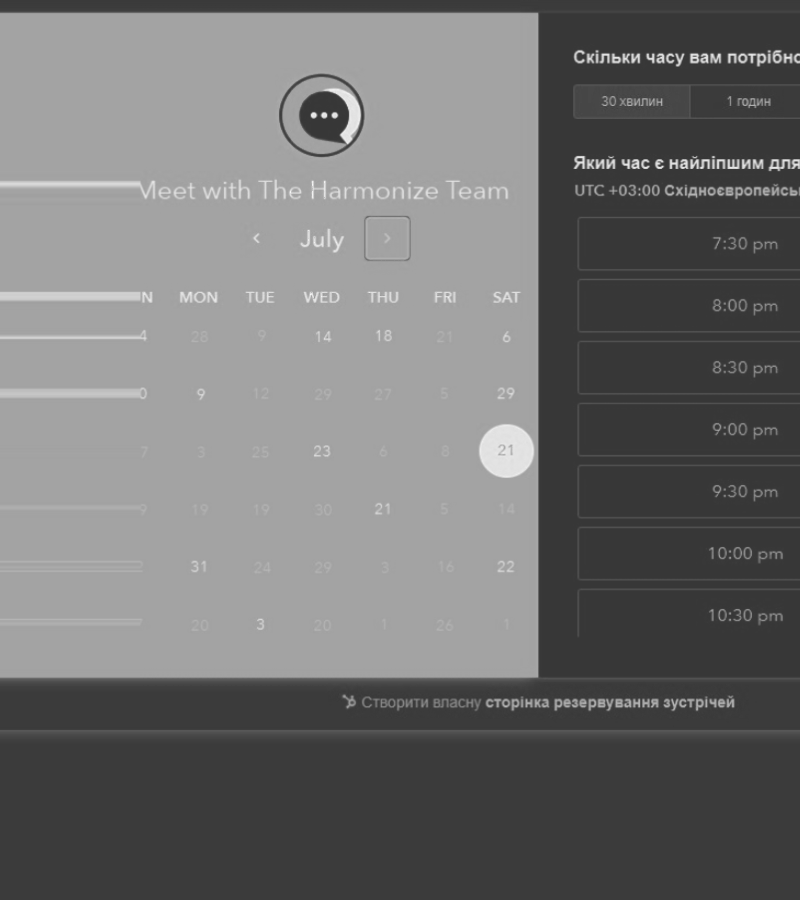 Meet with The Harmonize Team
July
N MON TUE WED THU FRI SAT
4 28 9 14 18 21 6
0 9 12 29 27 5 29
7 3 25 23 6 8 21
9 19 19 30 21 5 14
31 24 29 3 16 22
20 3 20 1 26 1
Скільки часу вам потрібно
30 хвилин 1 годин
Який час є найліпшим для
UTC +03:00 Східноєвропейсь
7:30 pm
8:00 pm
8:30 pm
9:00 pm
9:30 pm
10:00 pm
10:30 pm
Створити власну сторінка резервування зустрічей